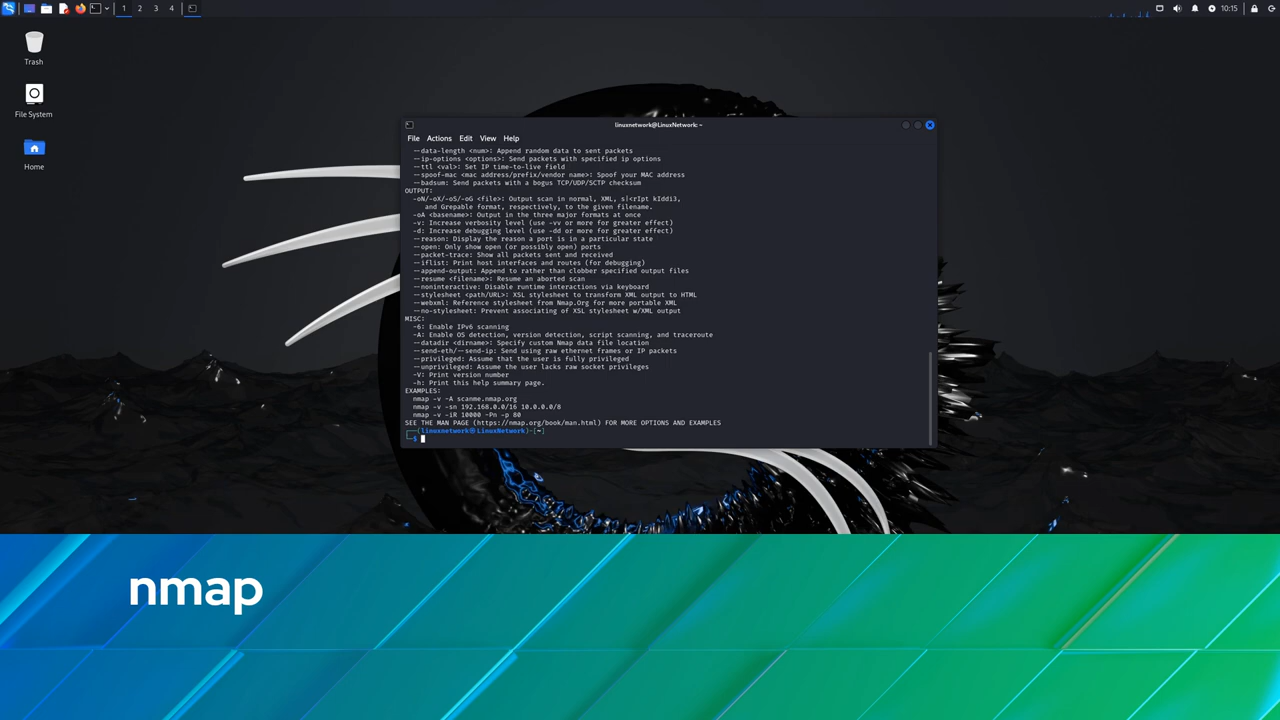 1 2 3 4
10:15
Trash
File System
Home
linuxnetwork@LinuxNetwork: ~
File Actions Edit View Help
--data-length <num>: Append random data to sent packets
--ip-options <options>: Send packets with specified ip options
--ttl <val>: Set IP time-to-live field
--spoof-mac <mac address/prefix/vendor name>: Spoof your MAC address
--badsum: Send packets with a bogus TCP/UDP/SCTP checksum
OUTPUT:
-oN/-oX/-oS/-oG <file>: Output scan in normal, XML, s|<rIpt kIddi3,
and Grepable format, respectively, to the given filename.
-oA <basename>: Output in the three major formats at once
-v: Increase verbosity level (use -vv or more for greater effect)
-d: Increase debugging level (use -dd or more for greater effect)
--reason: Display the reason a port is in a particular state
--open: Only show open (or possibly open) ports
--packet-trace: Show all packets sent and received
--iflist: Print host interfaces and routes (for debugging)
--append-output: Append to rather than clobber specified output files
--resume <filename>: Resume an aborted scan
--noninteractive: Disable runtime interactions via keyboard
--stylesheet <path/URL>: XSL stylesheet to transform XML output to HTML
--webxml: Reference stylesheet from Nmap.Org for more portable XML
--no-stylesheet: Prevent associating of XSL stylesheet w/XML output
MISC:
-6: Enable IPv6 scanning
-A: Enable OS detection, version detection, script scanning, and traceroute
--datadir <dirname>: Specify custom Nmap data file location
--send-eth/--send-ip: Send using raw ethernet frames or IP packets
--privileged: Assume that the user is fully privileged
--unprivileged: Assume the user lacks raw socket privileges
-V: Print version number
-h: Print this help summary page.
EXAMPLES:
nmap -v -A scanme.nmap.org
nmap -v -sn 192.168.0.0/16 10.0.0.0/8
nmap -v -iR 10000 -Pn -p 80
SEE THE MAN PAGE (https://nmap.org/book/man.html) FOR MORE OPTIONS AND EXAMPLES
┌──(linuxnetwork㉿LinuxNetwork)-[~]
└─$
nmap